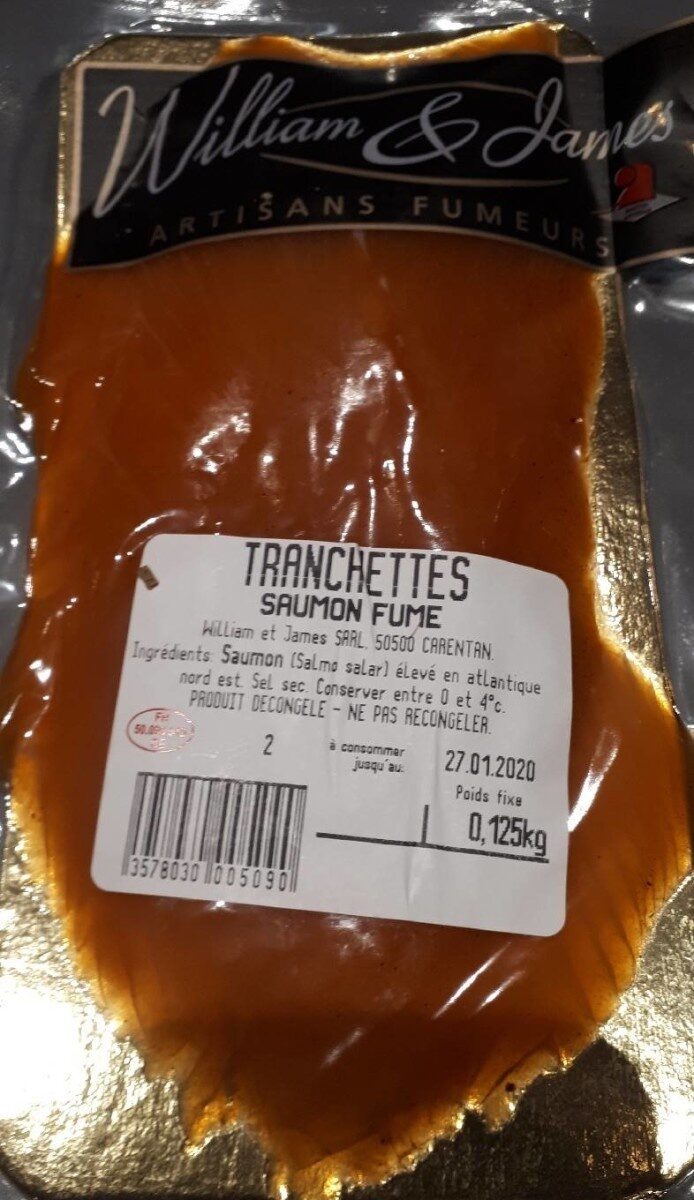 William & James
ARTISANS FUMEURS
TRANCHETTES
SAUMON FUME
William et James SARL. 50500 CARENTAN.
Ingrédients: Saumon (Salmo salar) élevé en atlantique
nord est. Sel sec. Conserver entre 0 et 4°c.
PRODUIT DECONGELE - NE PAS RECONGELER.
2
à consommer
jusqu'au:
27.01.2020
Poids fixe
0,125kg
3578030 005090